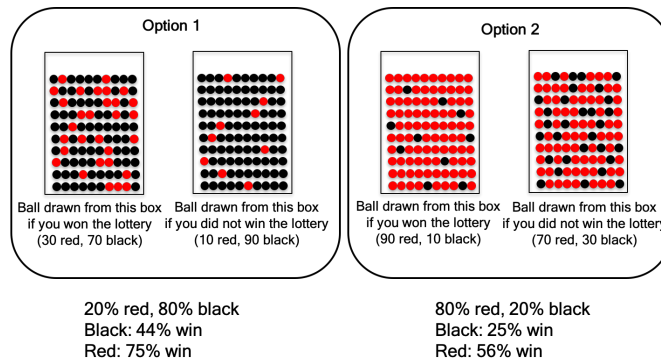 Option 1
Ball drawn from this box
if you won the lottery
(30 red, 70 black)
Ball drawn from this box
if you did not win the lottery
(10 red, 90 black)
20% red, 80% black
Black: 44% win
Red: 75% win
Option 2
Ball drawn from this box
if you won the lottery
(90 red, 10 black)
Ball drawn from this box
if you did not win the lottery
(70 red, 30 black)
80% red, 20% black
Black: 25% win
Red: 56% win